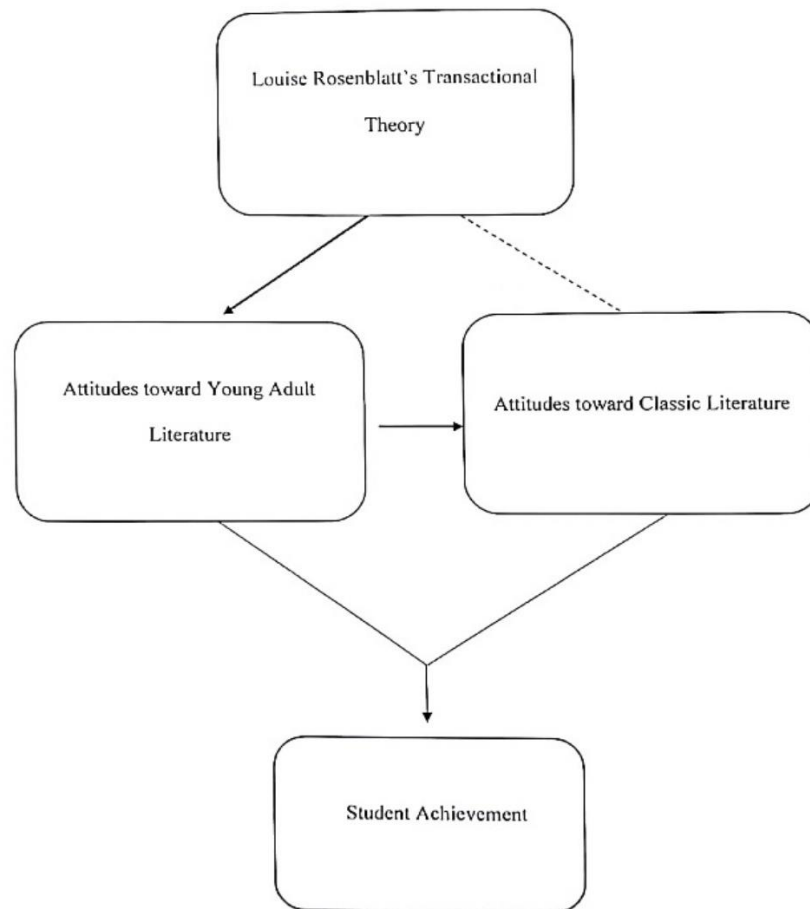 Louise Rosenblatt's Transactional
Theory
Attitudes toward Young Adult
Literature
Attitudes toward Classic Literature
Student Achievement